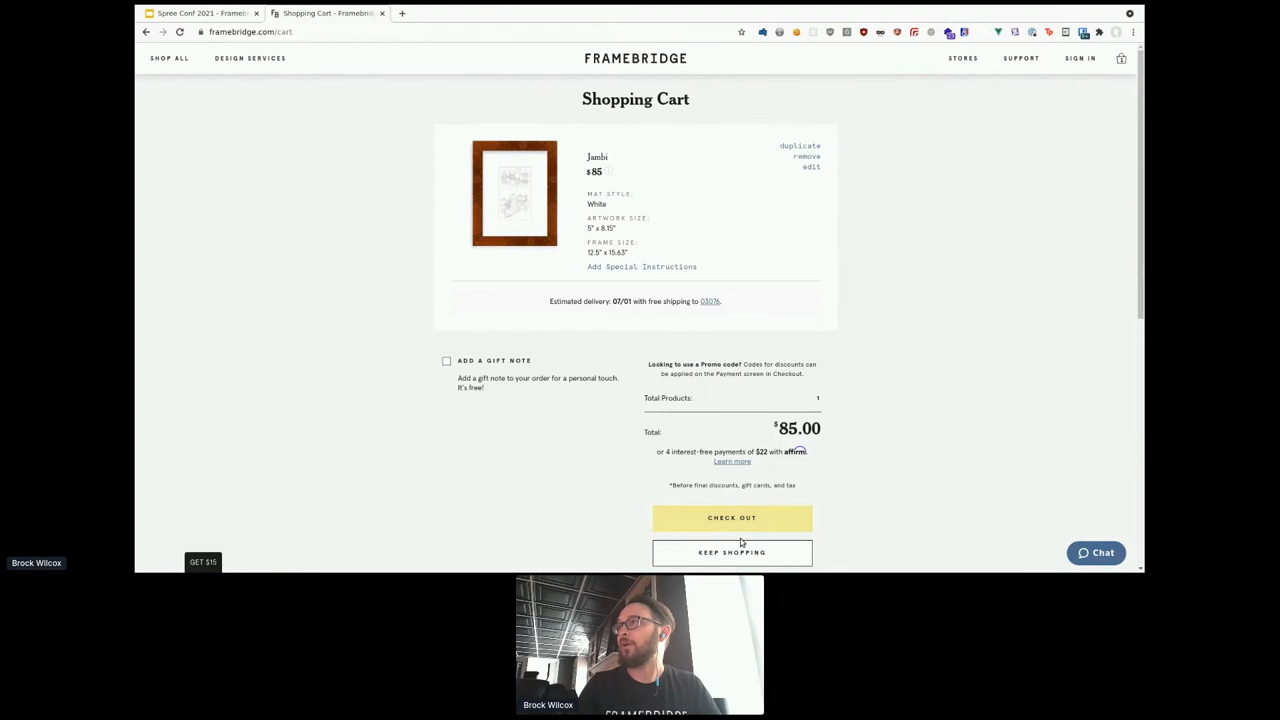 Spree Conf 2021 - Frameb
Shopping Cart - Framebrid
framebridge.com/cart
SHOP ALL
DESIGN SERVICES
FRAMEBRIDGE
STORES
SUPPORT
SIGN IN
1
Shopping Cart
Jambi
$85
MAT STYLE:
White
ARTWORK SIZE:
5" x 8.15"
FRAME SIZE:
12.5" x 15.63"
Add Special Instructions
duplicate
remove
edit
Estimated delivery: 07/01 with free shipping to 03076.
ADD A GIFT NOTE
Add a gift note to your order for a personal touch.
It's free!
Looking to use a Promo code? Codes for discounts can
be applied on the Payment screen in Checkout.
Total Products: 1
Total: $85.00
or 4 interest-free payments of $22 with affirm.
Learn more
*Before final discounts, gift cards, and tax
CHECK OUT
KEEP SHOPPING
GET $15
Chat
Brock Wilcox
Brock Wilcox
FRAMEBRIDGE